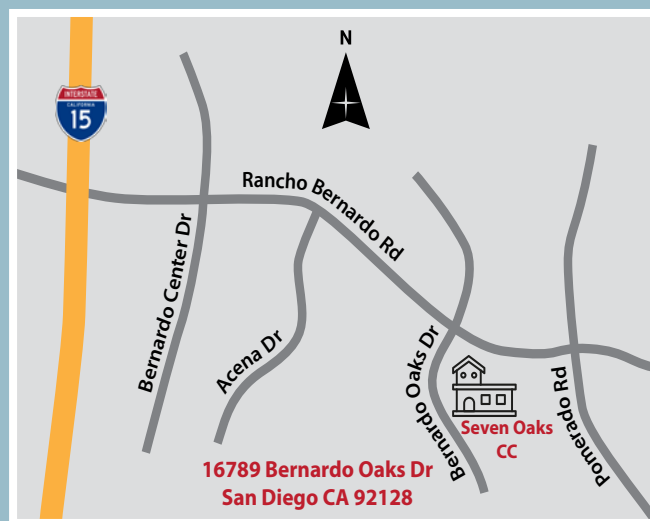 N
INTERSTATE
CALIFORNIA
15
Rancho Bernardo Rd
Bernardo Center Dr
Acena Dr
Bernardo Oaks Dr
Pomerado Rd
Seven Oaks
CC
16789 Bernardo Oaks Dr
San Diego CA 92128